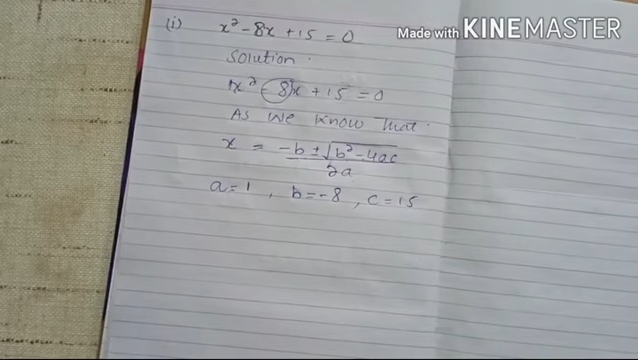 Made with KINEMASTER
(i) x² - 8x + 15 = 0
Solution.
1x² - 8x + 15 = 0
As we know that.
x = -b ± √b² - 4ac
2a
a = 1 , b = -8 , c = 15